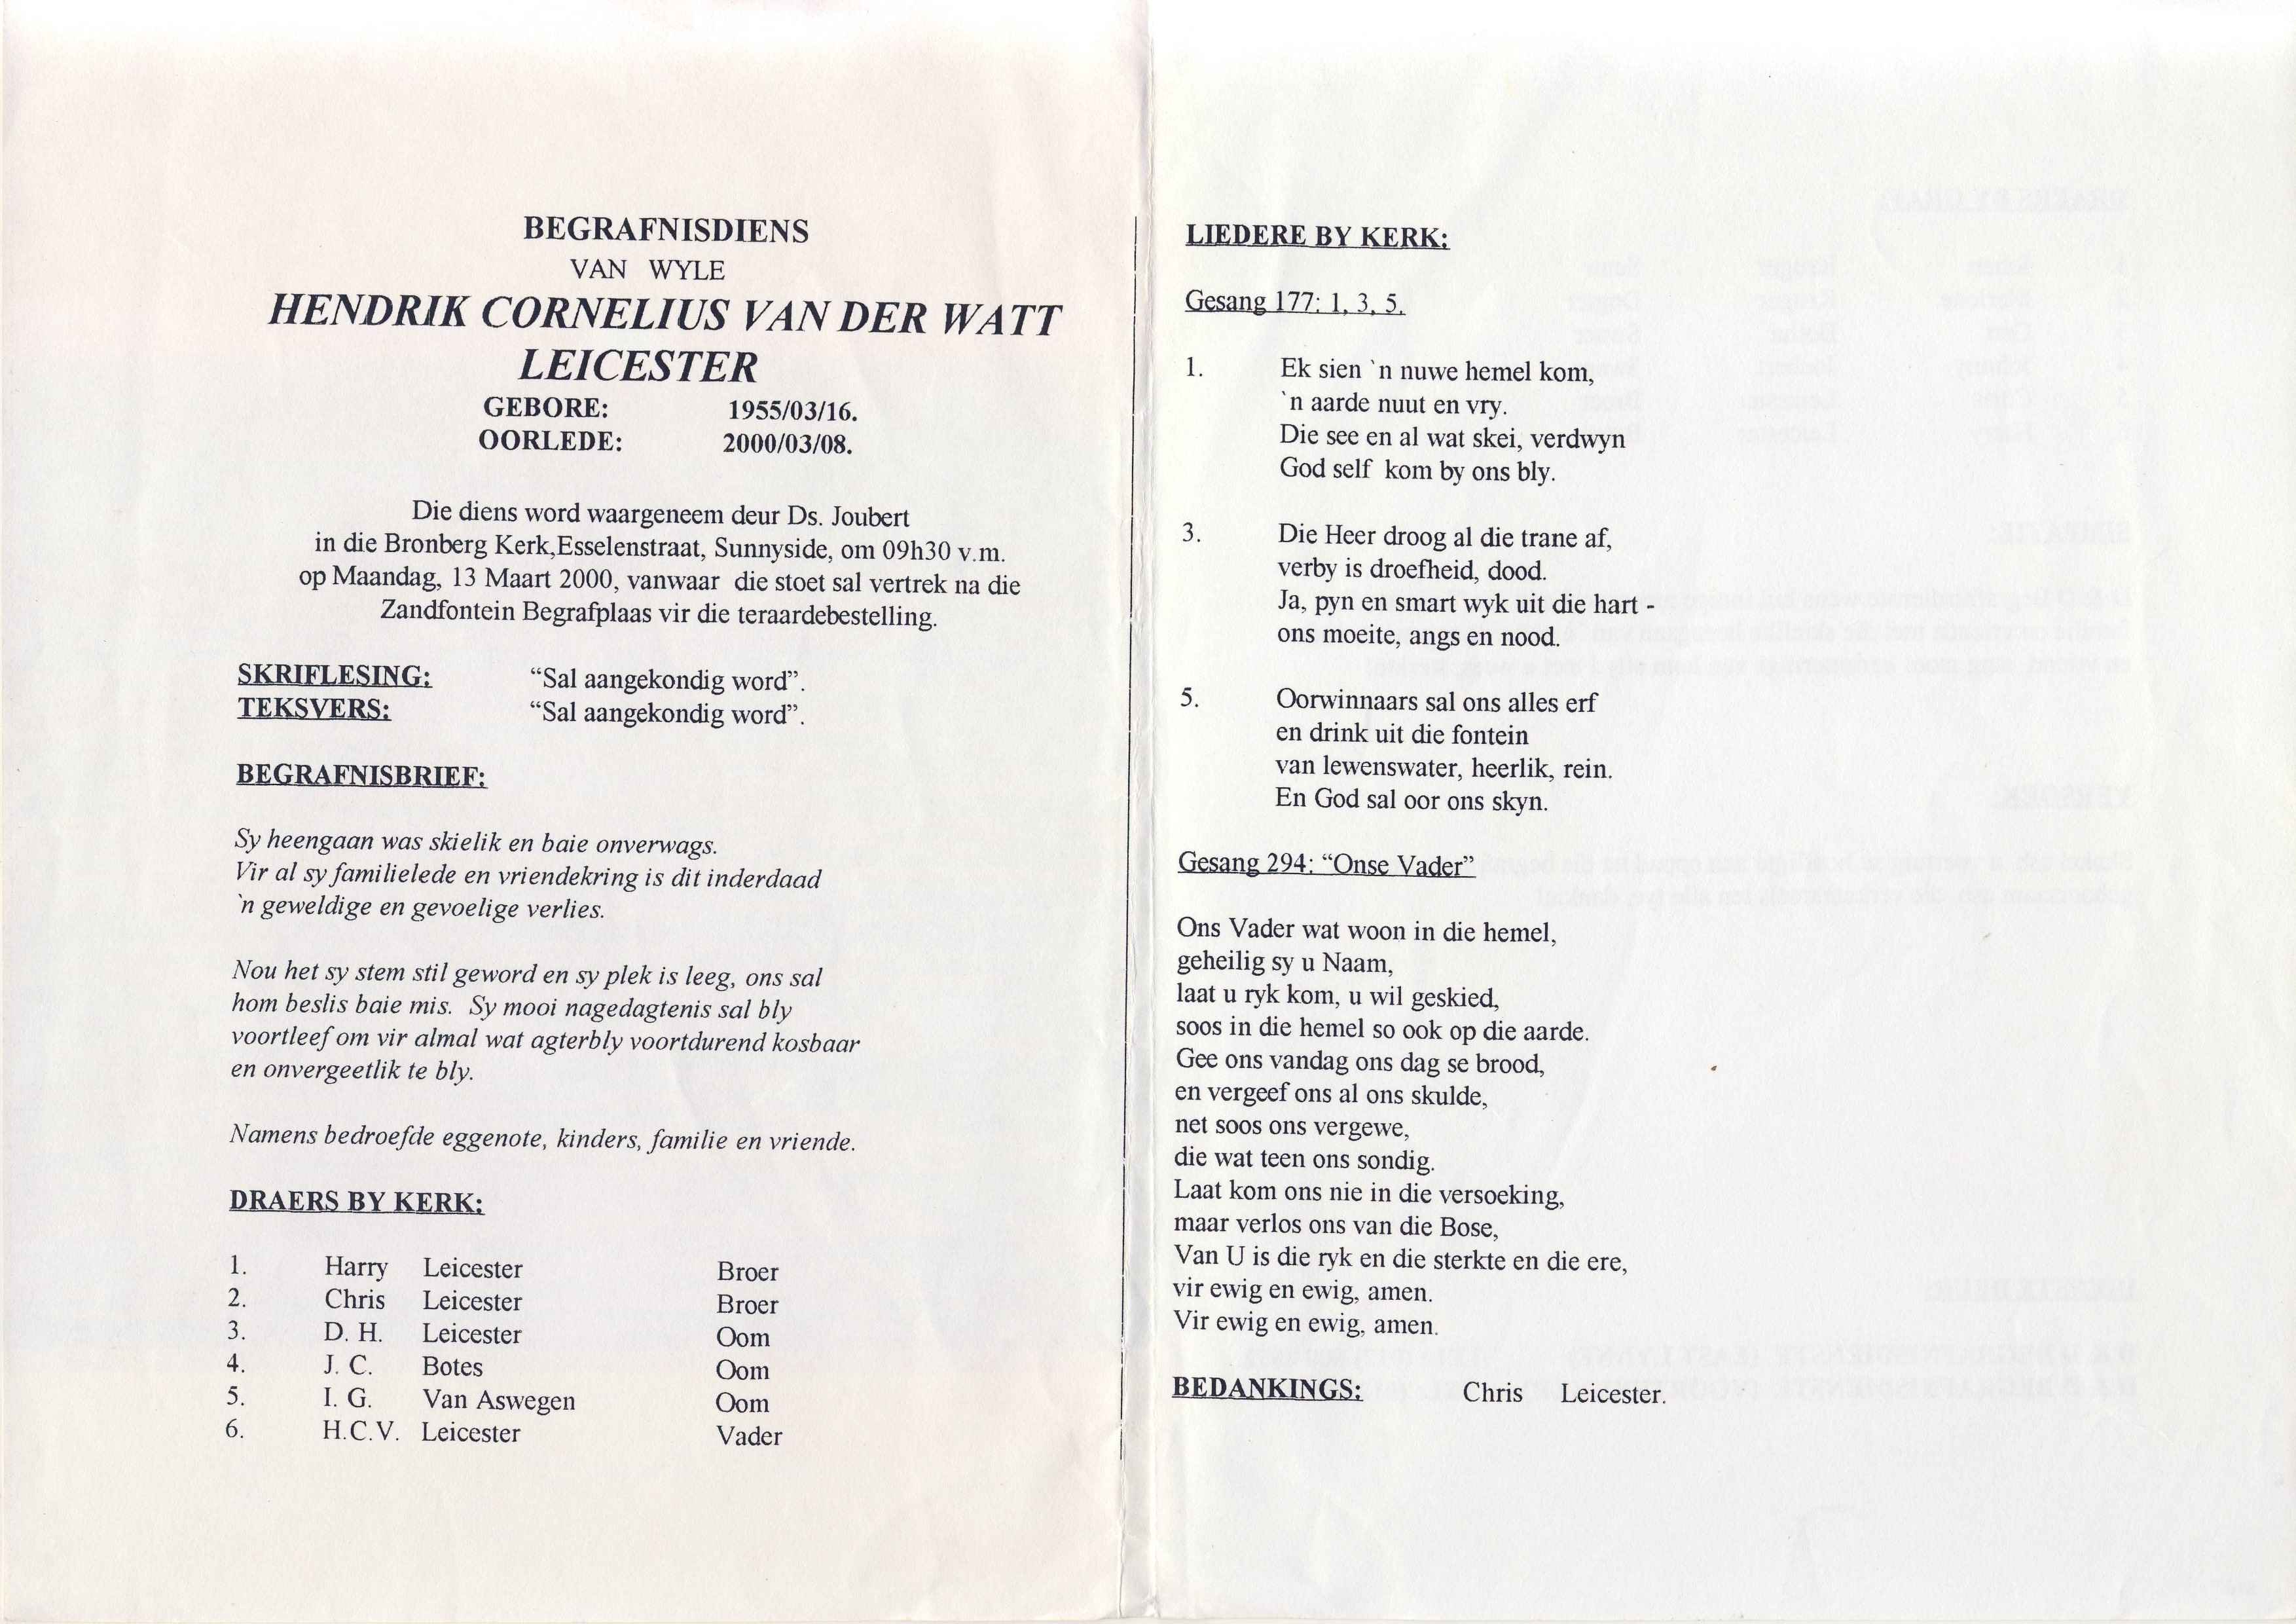 BEGRAFNISDIENS
VAN WYLE
HENDRIK CORNELIUS VAN DER WATT
LEICESTER
GEBORE: 1955/03/16.
OORLEDE: 2000/03/08.
Die diens word waargeneem deur Ds. Joubert
in die Bronberg Kerk,Esselenstraat, Sunnyside, om 09h30 v.m.
op Maandag, 13 Maart 2000, vanwaar die stoet sal vertrek na die
Zandfontein Begrafplaas vir die teraardebestelling.
SKRIFLESING: “Sal aangekondig word”.
TEKSVERS: “Sal aangekondig word”.
BEGRAFNISBRIEF:
Sy heengaan was skielik en baie onverwags.
Vir al sy familielede en vriendekring is dit inderdaad
`n geweldige en gevoelige verlies.
Nou het sy stem stil geword en sy plek is leeg, ons sal
hom beslis baie mis. Sy mooi nagedagtenis sal bly
voortleef om vir almal wat agterbly voortdurend kosbaar
en onvergeetlik te bly.
Namens bedroefde eggenote, kinders, familie en vriende.
DRAERS BY KERK:
1. Harry Leicester Broer
2. Chris Leicester Broer
3. D. H. Leicester Oom
4. J. C. Botes Oom
5. I. G. Van Aswegen Oom
6. H.C.V. Leicester Vader
LIEDERE BY KERK:
Gesang 177: 1, 3, 5.
1. Ek sien `n nuwe hemel kom,
`n aarde nuut en vry.
Die see en al wat skei, verdwyn
God self kom by ons bly.
3. Die Heer droog al die trane af,
verby is droefheid, dood.
Ja, pyn en smart wyk uit die hart -
ons moeite, angs en nood.
5. Oorwinnaars sal ons alles erf
en drink uit die fontein
van lewenswater, heerlik, rein.
En God sal oor ons skyn.
Gesang 294: “Onse Vader”
Ons Vader wat woon in die hemel,
geheilig sy u Naam,
laat u ryk kom, u wil geskied,
soos in die hemel so ook op die aarde.
Gee ons vandag ons dag se brood,
en vergeef ons al ons skulde,
net soos ons vergewe,
die wat teen ons sondig.
Laat kom ons nie in die versoeking,
maar verlos ons van die Bose,
Van U is die ryk en die sterkte en die ere,
vir ewig en ewig, amen.
Vir ewig en ewig, amen.
BEDANKINGS: Chris Leicester.